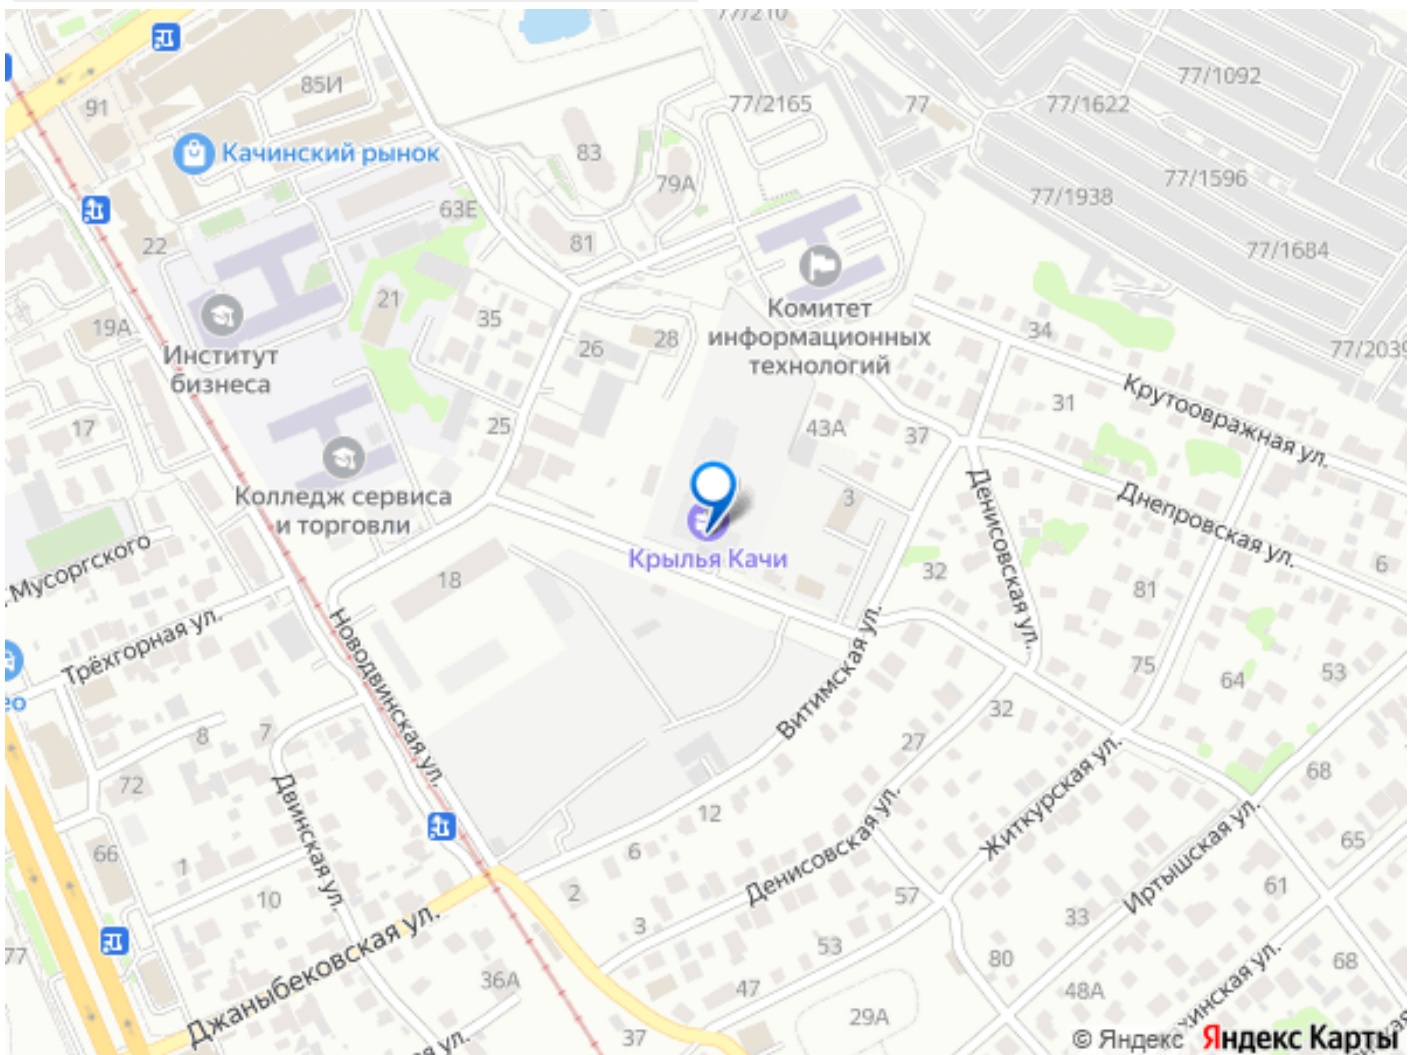 77/210
77/1092
85И
91
77/2165
77
77/1622
Качинский рынок
83
79А
77/1596
77/1938
63Е
22
81
77/1684
21
35
Комитет
информационных
технологий
34
19А
28
26
77/2039
Институт
бизнеса
Крутоовражная ул.
31
17
25
43А
37
Колледж сервиса
и торговли
3
Денисовская ул.
Днепровская ул.
Мусоргского
Крылья Качи
18
32
81
6
Трёхгорная ул.
Новодвинская ул.
Витимская ул.
75
64
53
ео
8
7
32
27
72
Двинская ул.
12
Житкурская ул.
68
66
6
Денисовская ул.
Иртышская ул.
65
1
10
2
57
61
3
33
Джаныбековская ул.
53
77
36А
47
80
48А
68
хинская ул.
29А
37
ул.
© Яндекс Яндекс Карты